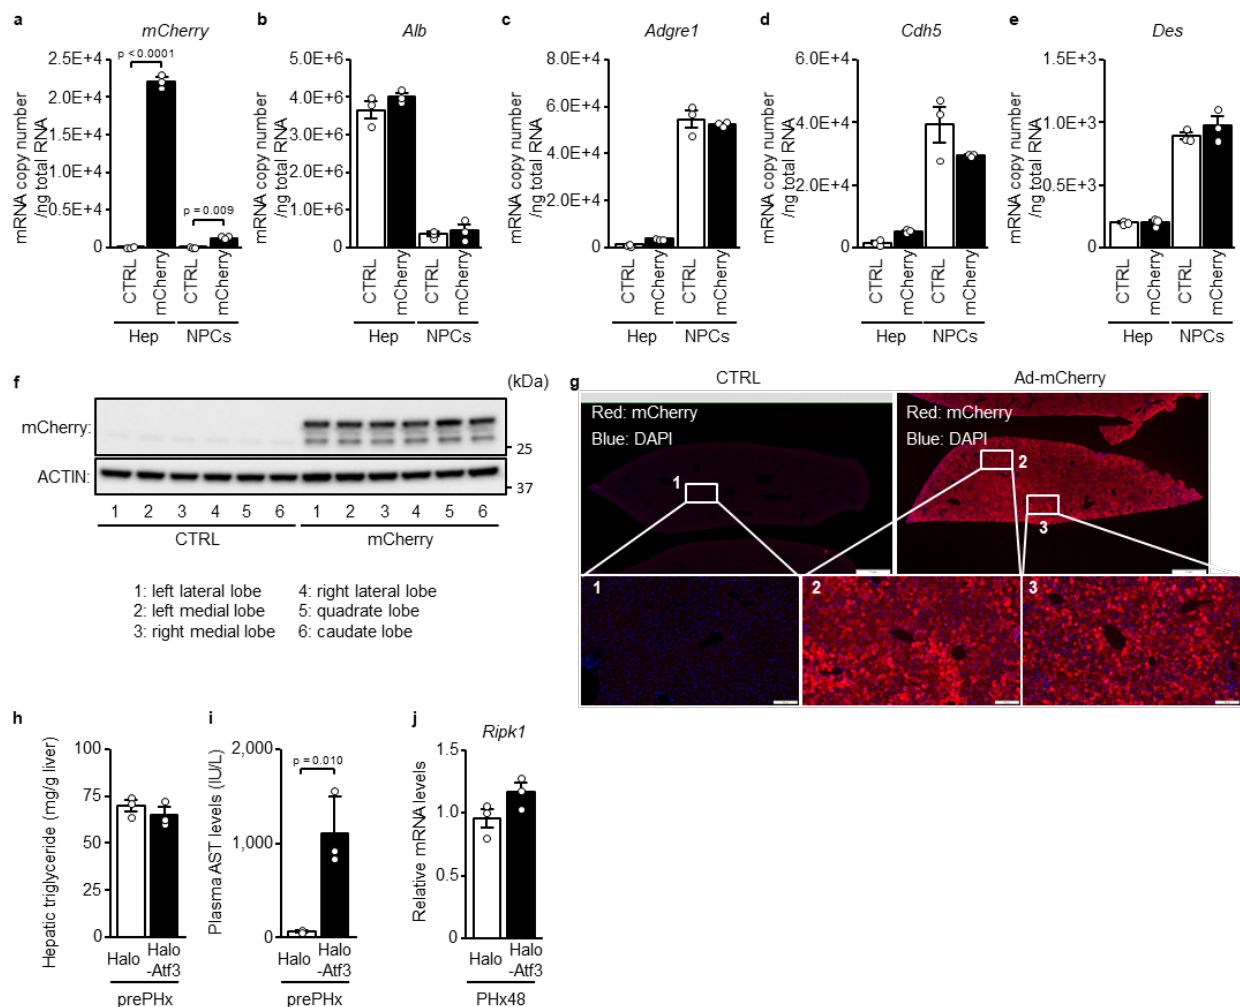 a
mCherry
p < 0.0001
p = 0.009
mRNA copy number
/ng total RNA
2.5E+4
2.0E+4
1.5E+4
1.0E+4
0.5E+4
0
CTRL
mCherry
CTRL
mCherry
Hep
NPCs
b
Alb
mRNA copy number
/ng total RNA
5.0E+6
4.0E+6
3.0E+6
2.0E+6
1.0E+6
0
CTRL
mCherry
CTRL
mCherry
Hep
NPCs
c
Adgre1
mRNA copy number
/ng total RNA
8.0E+4
6.0E+4
4.0E+4
2.0E+4
0
CTRL
mCherry
CTRL
mCherry
Hep
NPCs
d
Cdh5
mRNA copy number
/ng total RNA
6.0E+4
4.0E+4
2.0E+4
0
CTRL
mCherry
CTRL
mCherry
Hep
NPCs
e
Des
mRNA copy number
/ng total RNA
1.5E+3
1.0E+3
0.5E+3
0
CTRL
mCherry
CTRL
mCherry
Hep
NPCs
f
(kDa)
mCherry:
25
ACTIN:
37
1 2 3 4 5 6 1 2 3 4 5 6
CTRL mCherry
1: left lateral lobe
2: left medial lobe
3: right medial lobe
4: right lateral lobe
5: quadrate lobe
6: caudate lobe
g
CTRL
Red: mCherry
Blue: DAPI
1
Ad-mCherry
Red: mCherry
Blue: DAPI
2
3
1
2
3
h
Hepatic triglyceride (mg/g liver)
100
75
50
25
0
Halo
Halo
-Atf3
prePHx
i
Plasma AST levels (IU/L)
p = 0.010
2,000
1,000
0
Halo
Halo
-Atf3
prePHx
j
Ripk1
Relative mRNA levels
1.5
1.0
0.5
0
Halo
Halo
-Atf3
PHx48